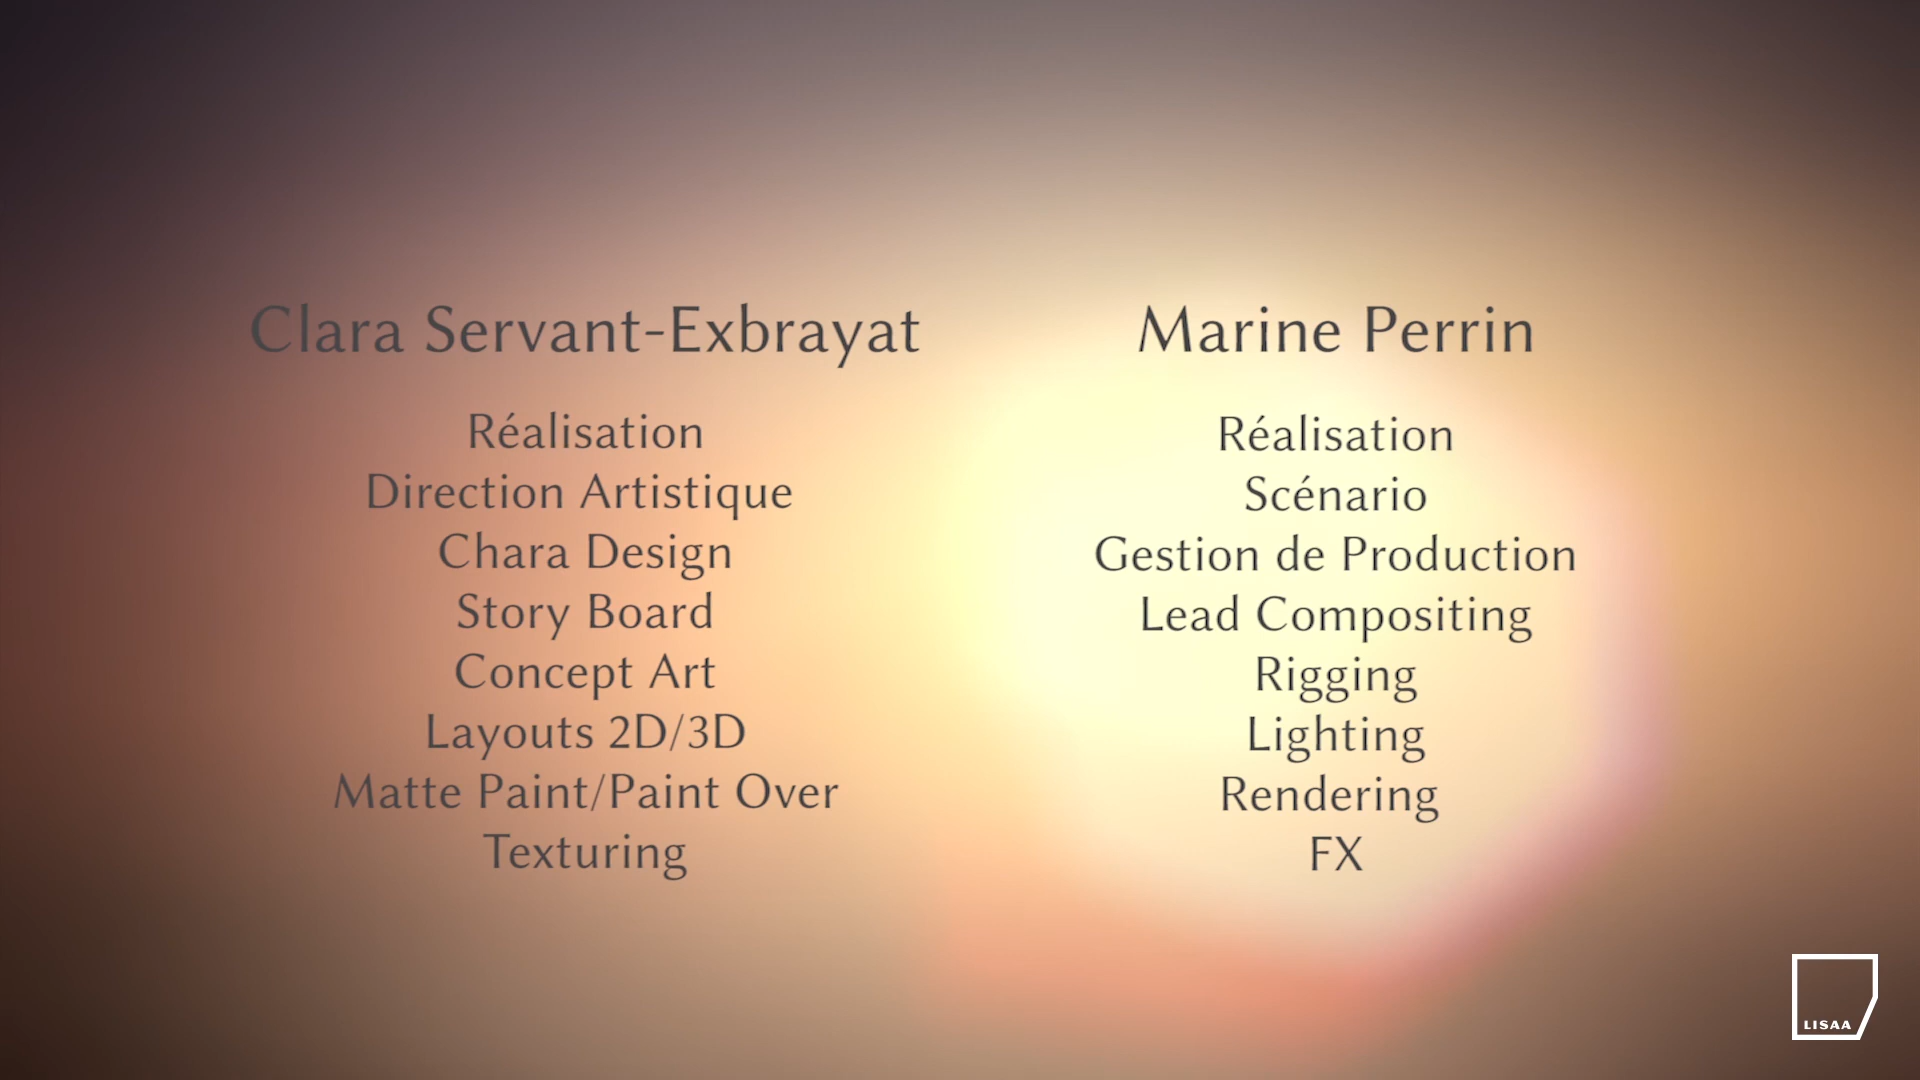 Clara Servant-Exbrayat
Réalisation
Direction Artistique
Chara Design
Story Board
Concept Art
Layouts 2D/3D
Matte Paint/Paint Over
Texturing
Marine Perrin
Réalisation
Scénario
Gestion de Production
Lead Compositing
Rigging
Lighting
Rendering
FX
LISAA